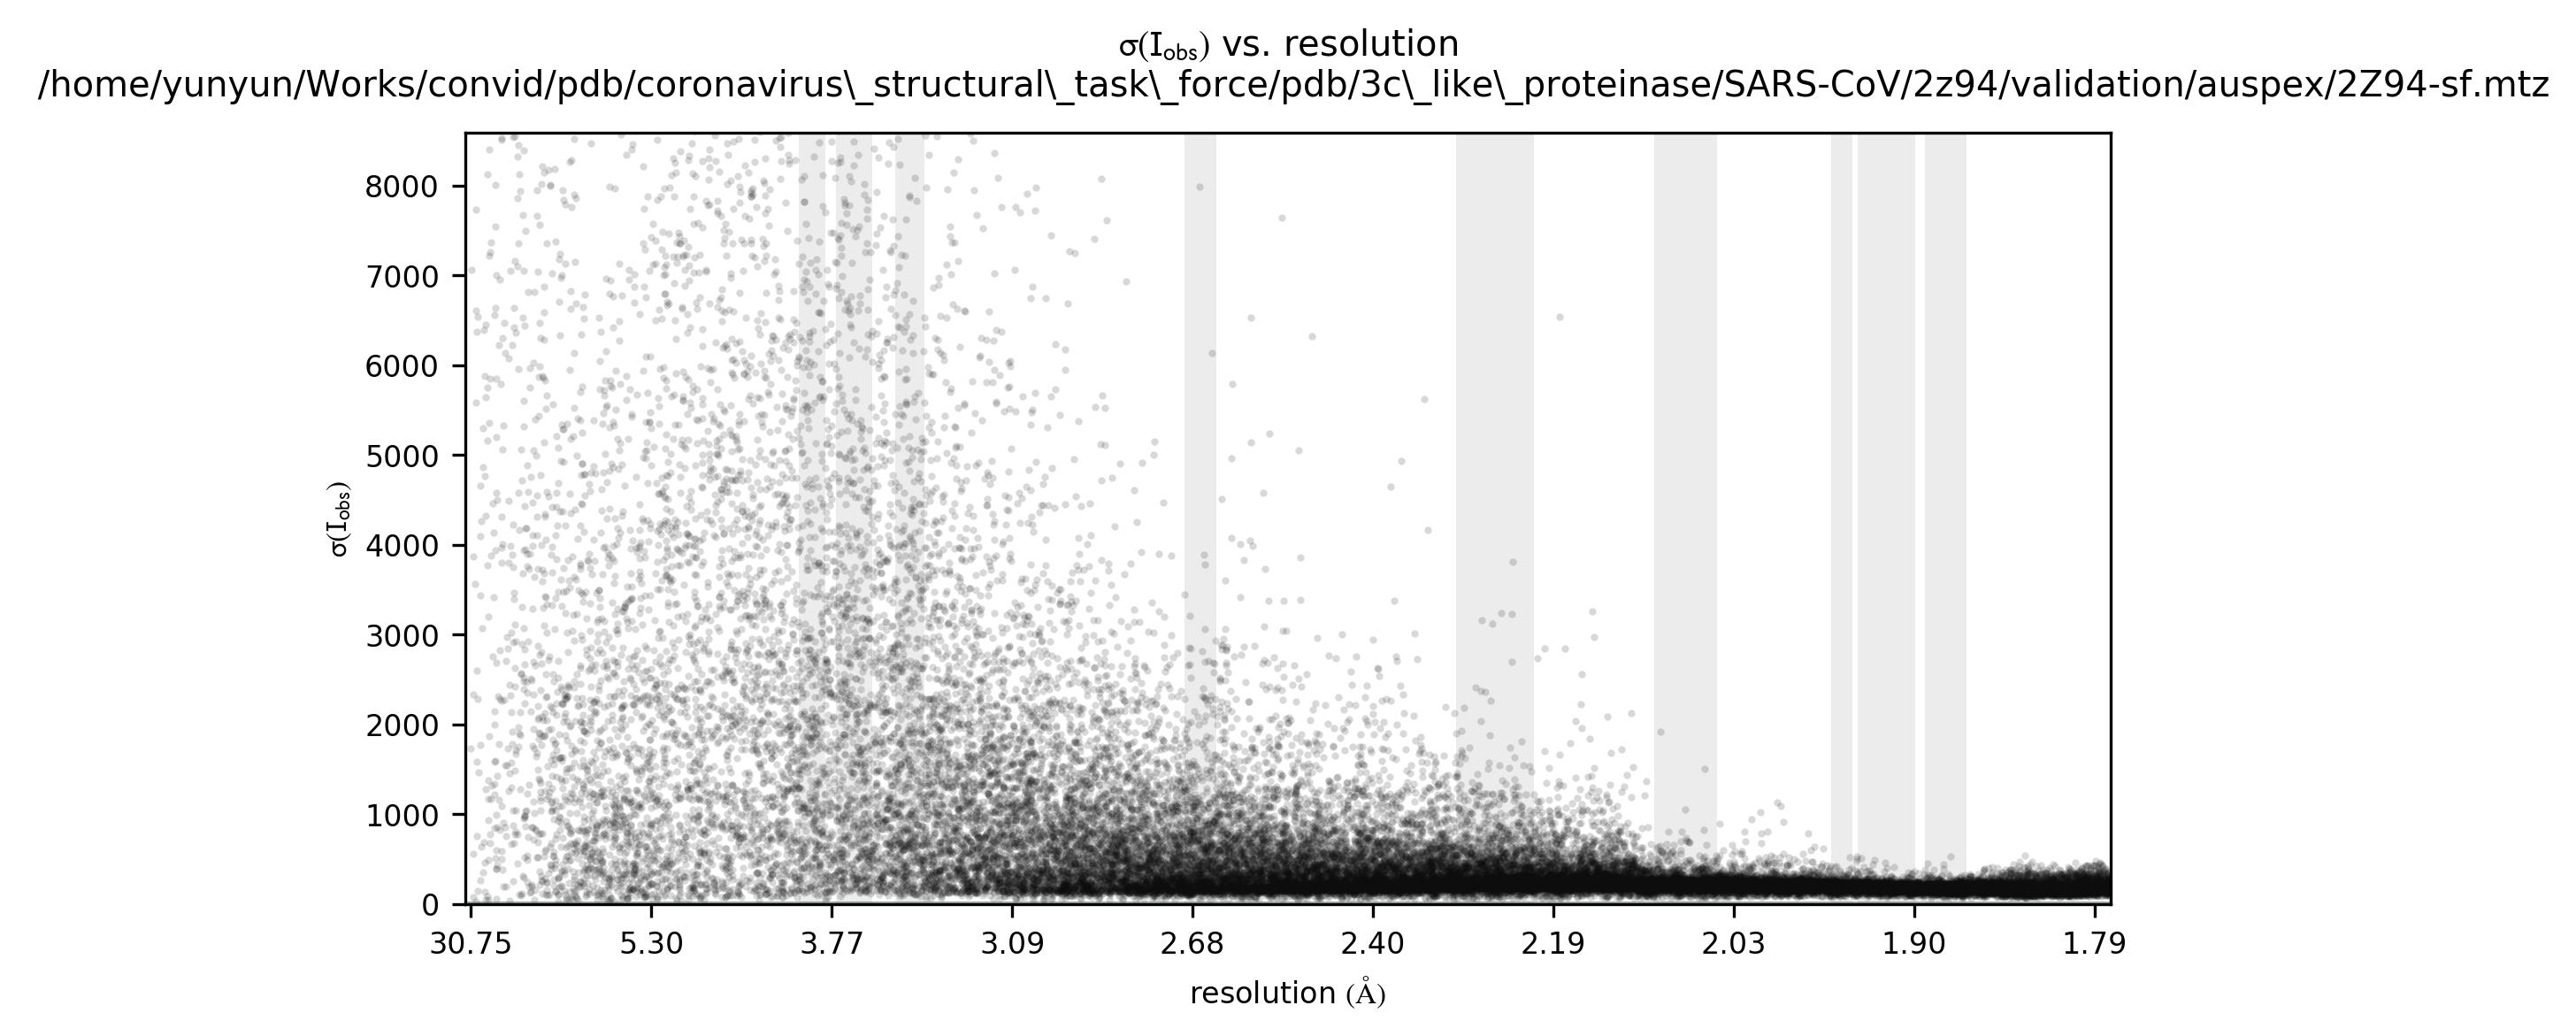 σ(I_obs) vs. resolution
/home/yunyun/Works/convid/pdb/coronavirus\_structural\_task\_force/pdb/3c\_like\_proteinase/SARS-CoV/2z94/validation/auspex/2Z94-sf.mtz
8000
7000
6000
5000
4000
3000
2000
1000
0
σ(I_obs)
30.75 5.30 3.77 3.09 2.68 2.40 2.19 2.03 1.90 1.79
resolution (Å)